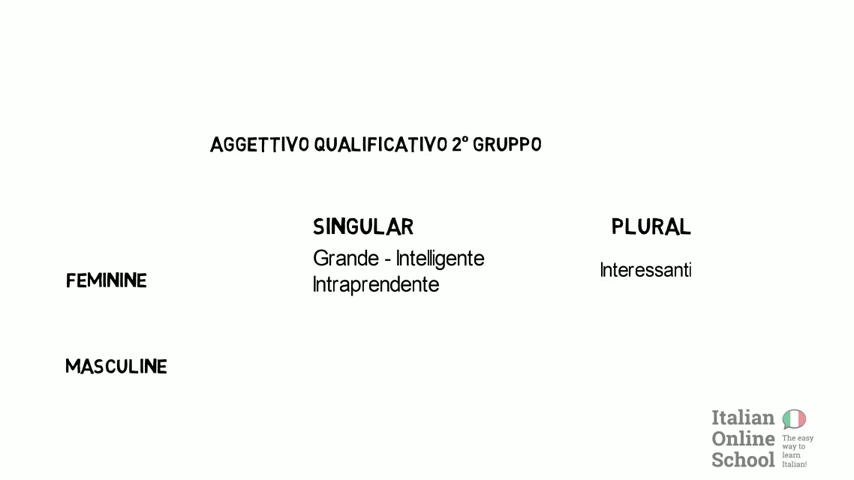 AGGETTIVO QUALIFICATIVO 2° GRUPPO
SINGULAR
PLURAL
FEMININE
Grande - Intelligente
Intraprendente
Interessanti
MASCULINE
Italian
Online
School
The easy
way to
learn
Italian!